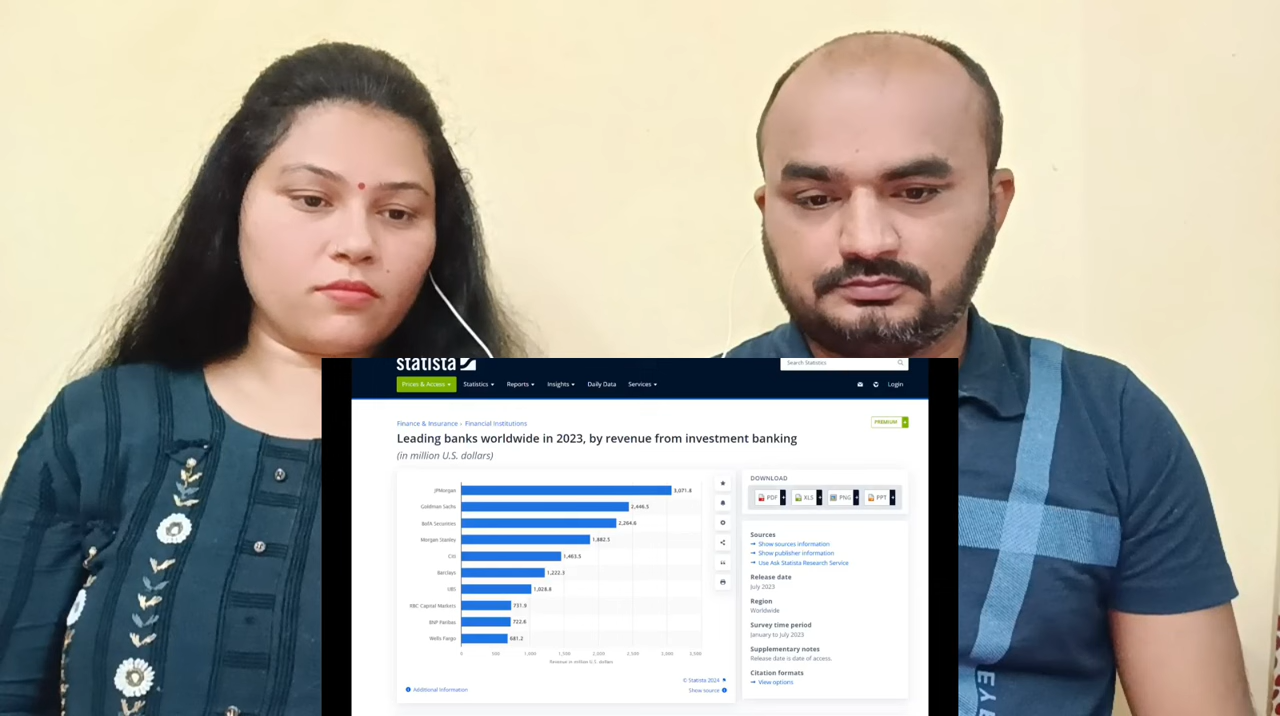 statista
Search Statistics
Prices & Access Statistics Reports Insights Daily Data Services Login
Finance & Insurance › Financial Institutions
PREMIUM +
Leading banks worldwide in 2023, by revenue from investment banking
(in million U.S. dollars)
JPMorgan 3,071.8
Goldman Sachs 2,446.5
BofA Securities 2,264.6
Morgan Stanley 1,882.5
Citi 1,463.5
Barclays 1,222.3
UBS 1,028.8
RBC Capital Markets 731.8
BNP Paribas 722.6
Wells Fargo 681.2
0 500 1,000 1,500 2,000 2,500 3,000 3,500
Revenue in million U.S. dollars
© Statista 2024
Additional Information
Show source
DOWNLOAD
PDF + XLS + PNG + PPT +
Sources
→ Show sources information
→ Show publisher information
→ Use Ask Statista Research Service
Release date
July 2023
Region
Worldwide
Survey time period
January to July 2023
Supplementary notes
Release date is date of access.
Citation formats
→ View options